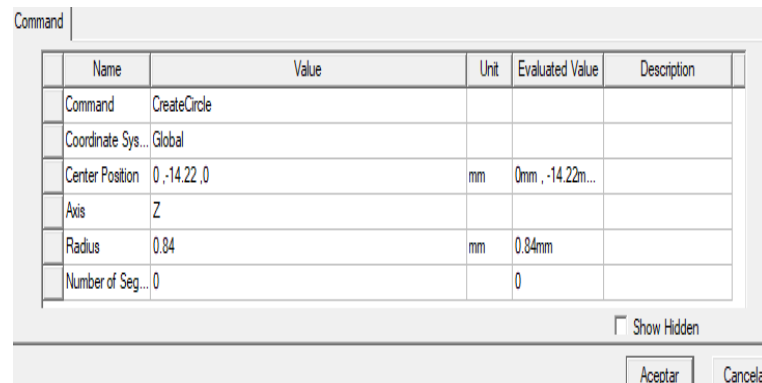 Command
Name Value Unit Evaluated Value Description
Command CreateCircle
Coordinate Sys... Global
Center Position 0 ,-14.22 ,0 mm 0mm , -14.22m...
Axis Z
Radius 0.84 mm 0.84mm
Number of Seg... 0 0
Show Hidden
Aceptar Cancela